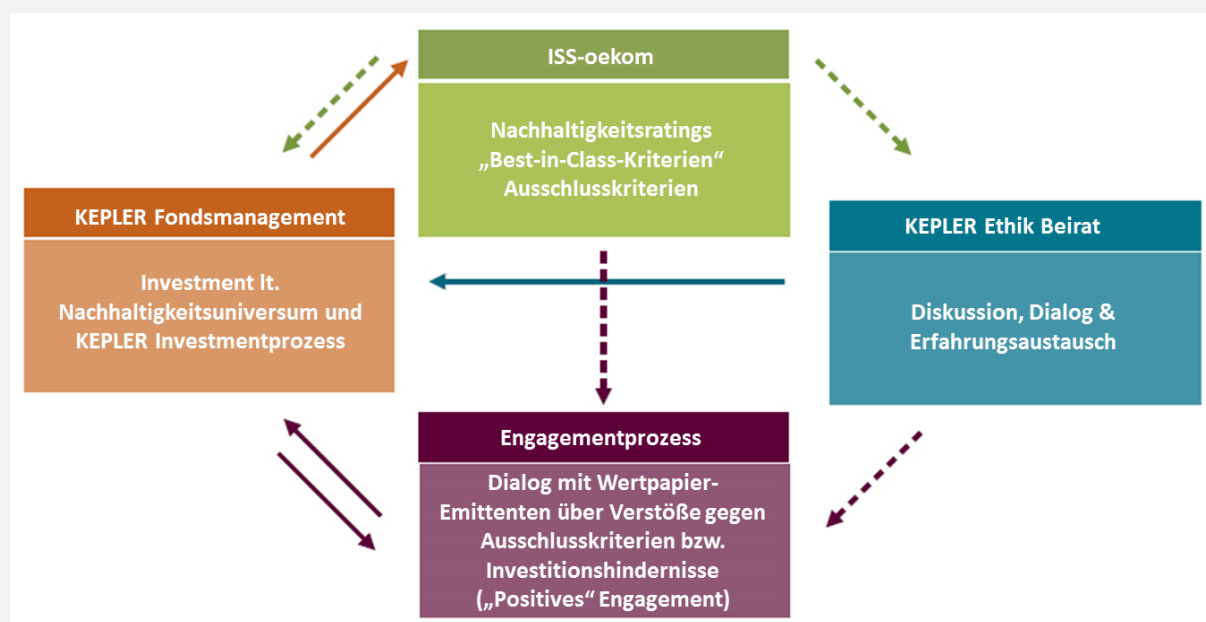 ISS-oekom
Nachhaltigkeitsratings
„Best-in-Class-Kriterien“
Ausschlusskriterien
KEPLER Fondsmanagement
Investment lt.
Nachhaltigkeitsuniversum und
KEPLER Investmentprozess
KEPLER Ethik Beirat
Diskussion, Dialog &
Erfahrungsaustausch
Engagementprozess
Dialog mit Wertpapier-
Emittenten über Verstöße gegen
Ausschlusskriterien bzw.
Investitionshindernisse
(„Positives“ Engagement)